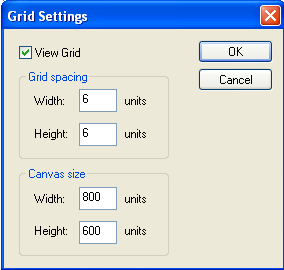 Grid Settings
View Grid
OK
Cancel
Grid spacing
Width: 6 units
Height: 6 units
Canvas size
Width: 800 units
Height: 600 units